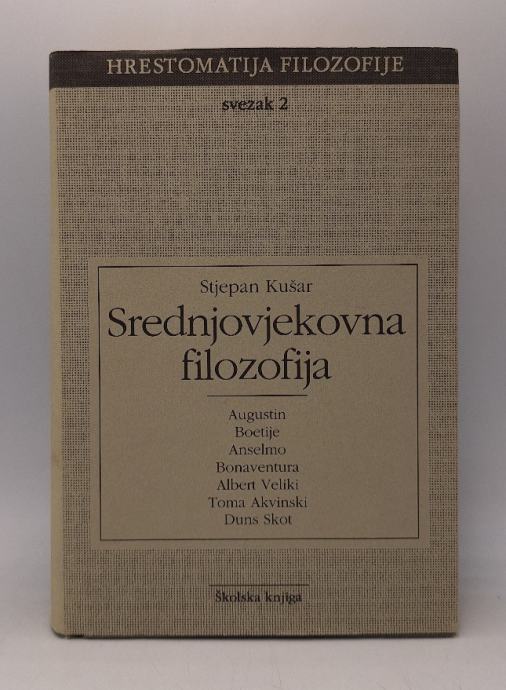 HRESTOMATIJA FILOZOFIJE
svezak 2
Stjepan Kušar
Srednjovjekovna
filozofija
Augustin
Boetije
Anselmo
Bonaventura
Albert Veliki
Toma Akvinski
Duns Skot
Školska knjiga